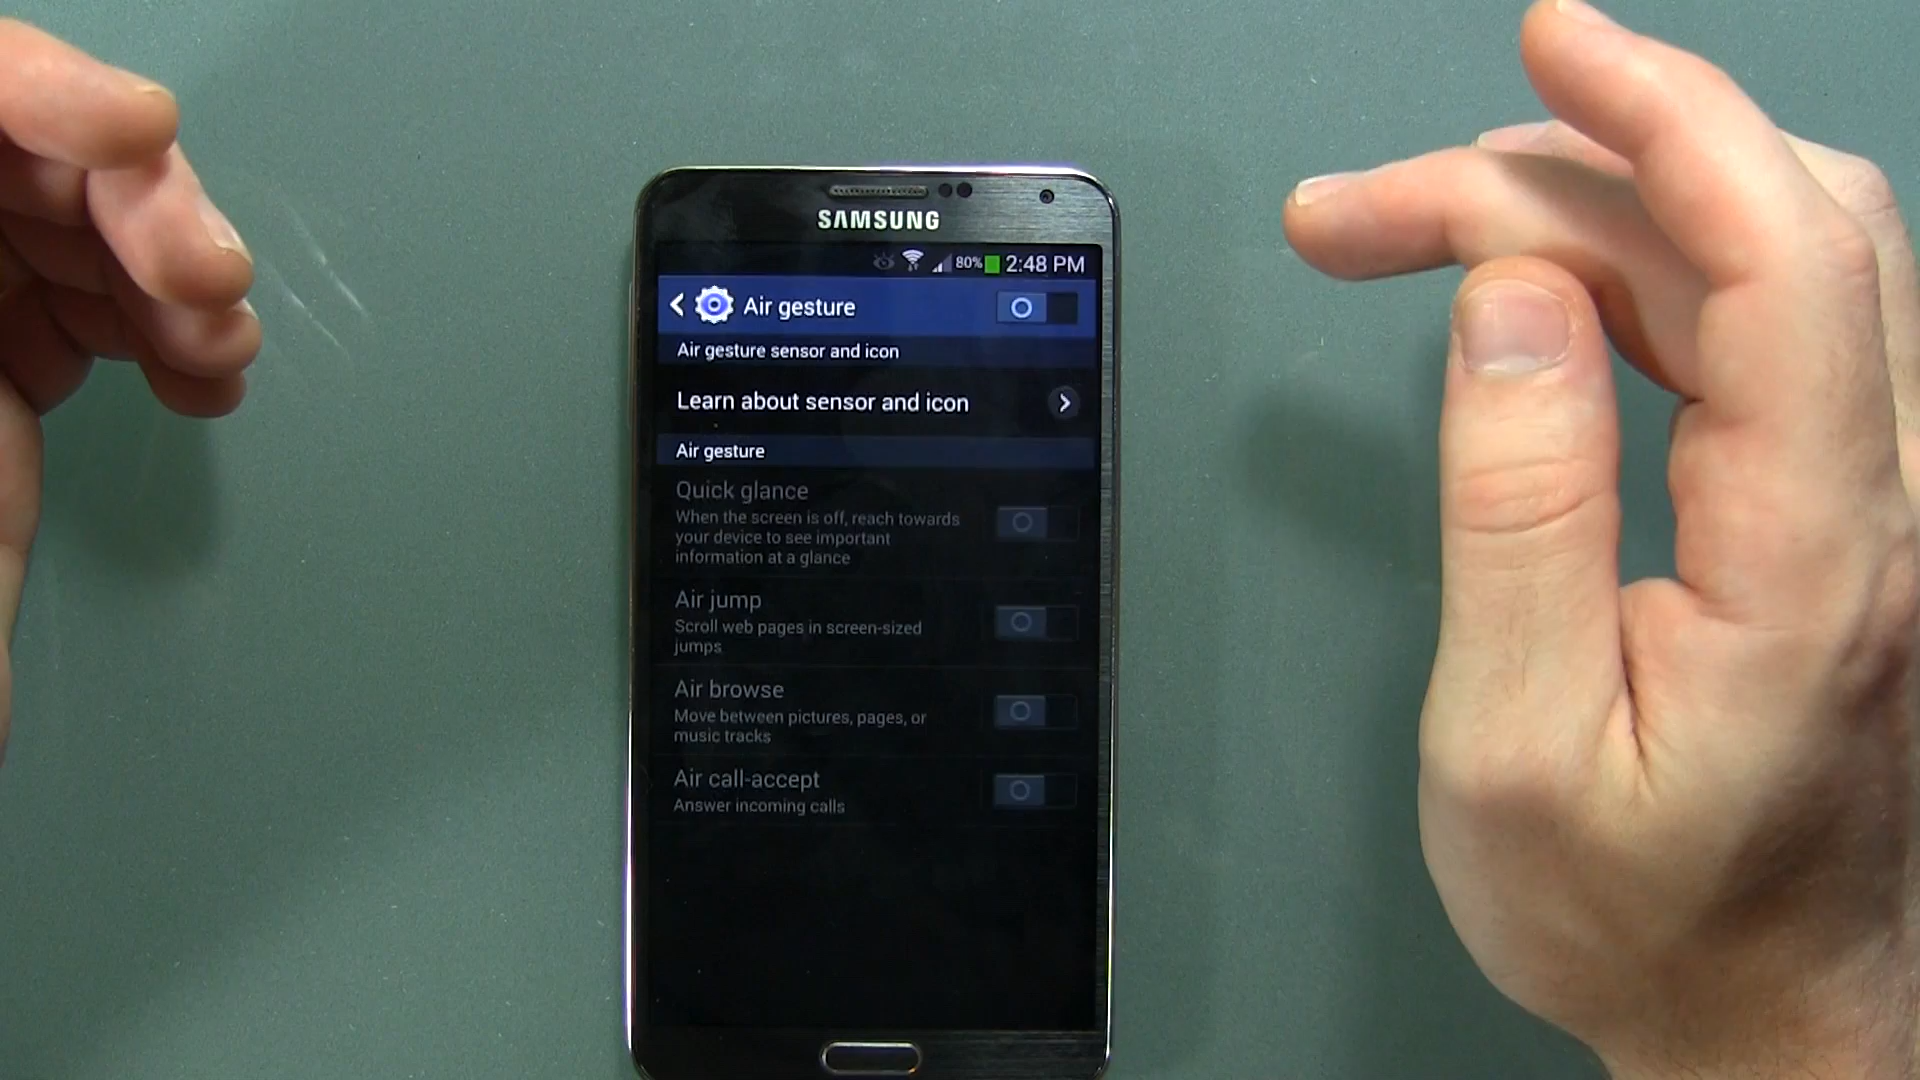 SAMSUNG
80% 2:48 PM
Air gesture
Air gesture sensor and icon
Learn about sensor and icon
Air gesture
Quick glance
When the screen is off, reach towards
your device to see important
information at a glance
Air jump
Scroll web pages in screen-sized
jumps
Air browse
Move between pictures, pages, or
music tracks
Air call-accept
Answer incoming calls